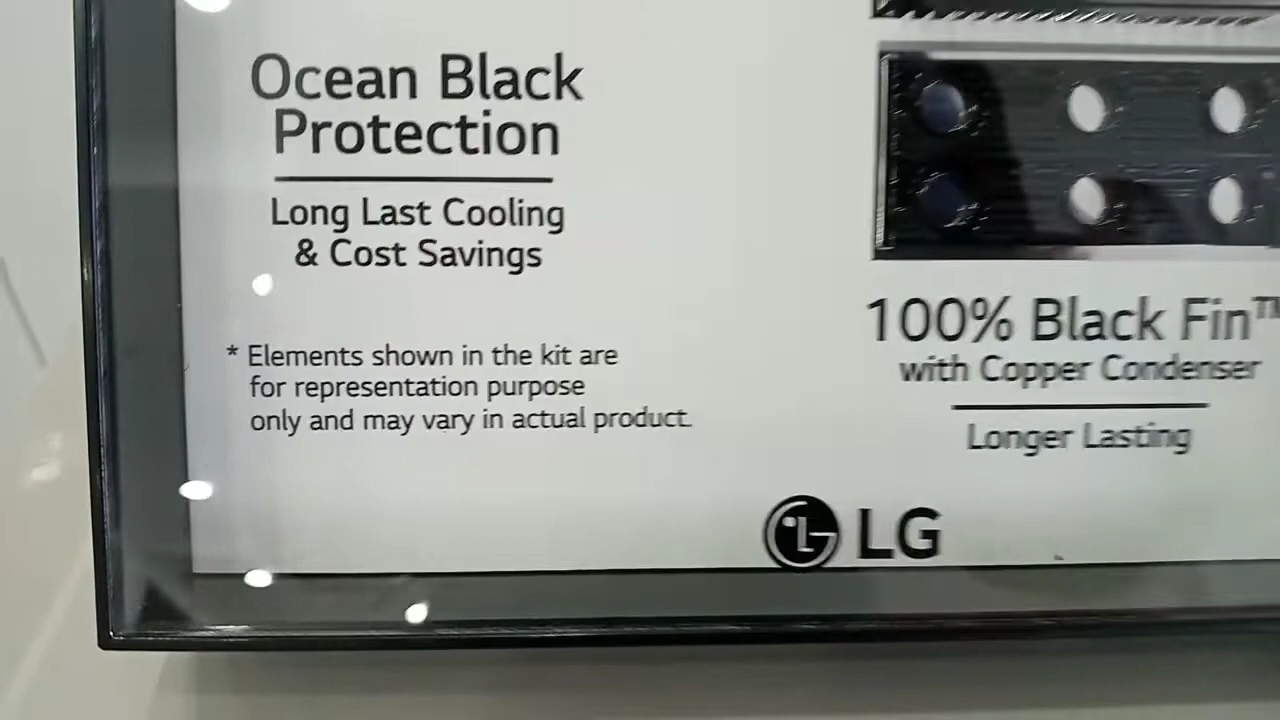 Ocean Black
Protection
Long Last Cooling
& Cost Savings
* Elements shown in the kit are
for representation purpose
only and may vary in actual product.
100% Black Fin™
with Copper Condenser
Longer Lasting
LG